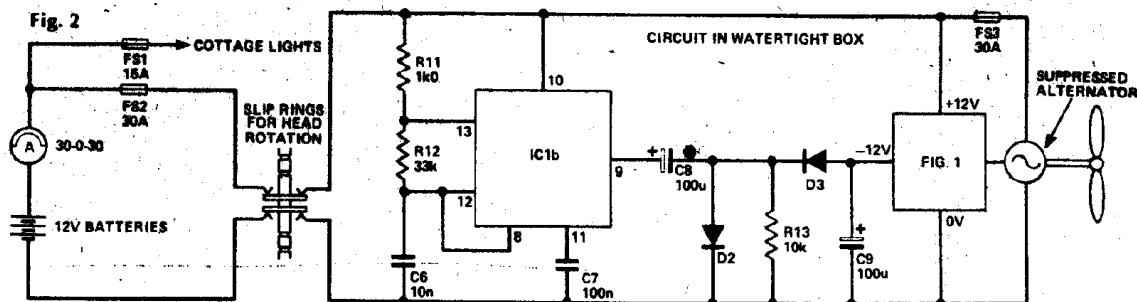 Fig. 2
FS1
15A
COTTAGE LIGHTS
FS2
30A
A
30-0-30
12V BATTERIES
SLIP RINGS
FOR HEAD
ROTATION
R11
1k0
R12
33k
C6
10n
13
12
10
IC1b
9
8
11
C7
100n
CIRCUIT IN WATERTIGHT BOX
+
C8
100u
D2
R13
10k
D3
-12V
+
C9
100u
FS3
30A
+12V
FIG. 1
0V
SUPPRESSED
ALTERNATOR